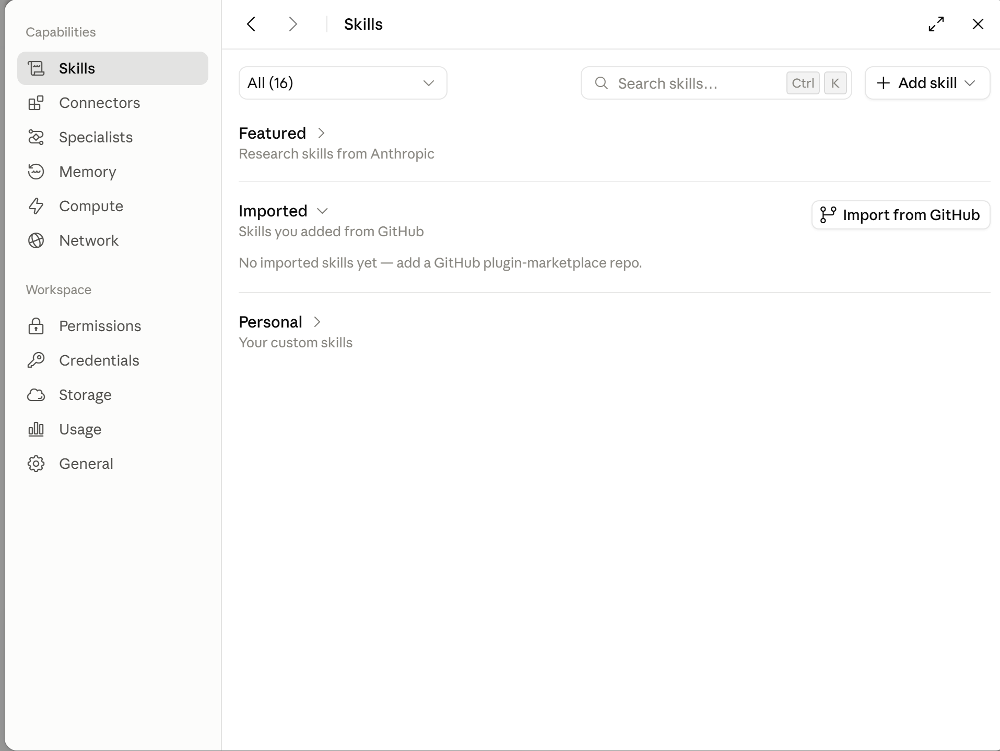 Capabilities
Skills
Connectors
Specialists
Memory
Compute
Network
Workspace
Permissions
Credentials
Storage
Usage
General
Skills
All (16)
Search skills... Ctrl K
Add skill
Featured
Research skills from Anthropic
Imported
Import from GitHub
Skills you added from GitHub
No imported skills yet — add a GitHub plugin-marketplace repo.
Personal
Your custom skills